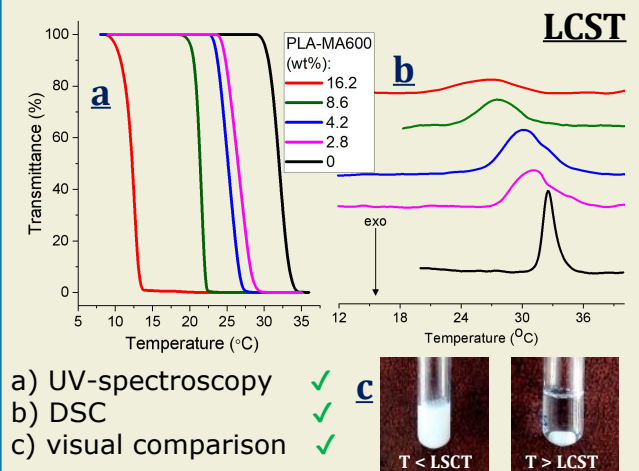 LCST
a
Transmittance (%)
100
80
60
40
20
0
5 10 15 20 25 30 35
Temperature (°C)
PLA-MA600
(wt%):
16.2
8.6
4.2
2.8
0
b
exo
12 18 24 30 36
Temperature (°C)
a) UV-spectroscopy ✓
b) DSC ✓
c) visual comparison ✓
c
T < LSCT
T > LCST